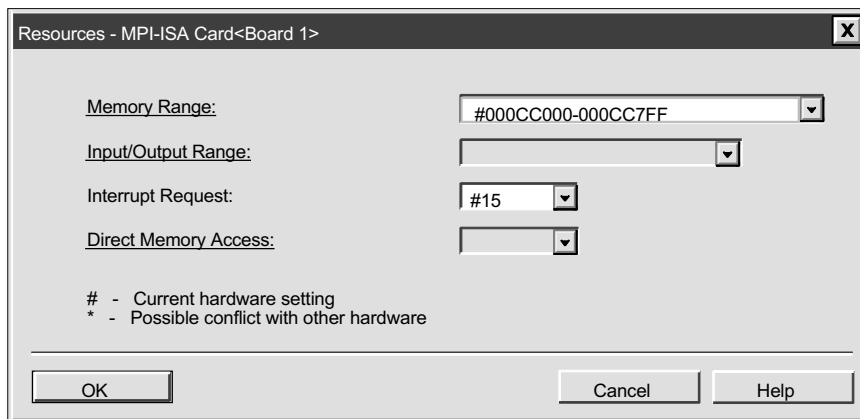 Resources - MPI-ISA Card<Board 1>
X
Memory Range:
#000CC000-000CC7FF
Input/Output Range:
Interrupt Request:
#15
Direct Memory Access:
# - Current hardware setting
* - Possible conflict with other hardware
OK
Cancel
Help